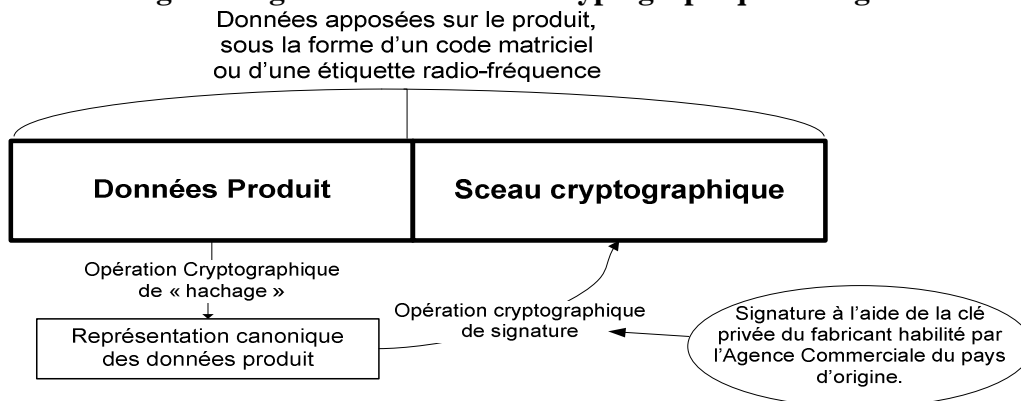 Données apposées sur le produit,
sous la forme d'un code matriciel
ou d'une étiquette radio-fréquence
Données Produit
Sceau cryptographique
Opération Cryptographique
de « hachage »
Représentation canonique
des données produit
Opération cryptographique
de signature
Signature à l'aide de la clé
privée du fabricant habilité par
l'Agence Commerciale du pays
d'origine.